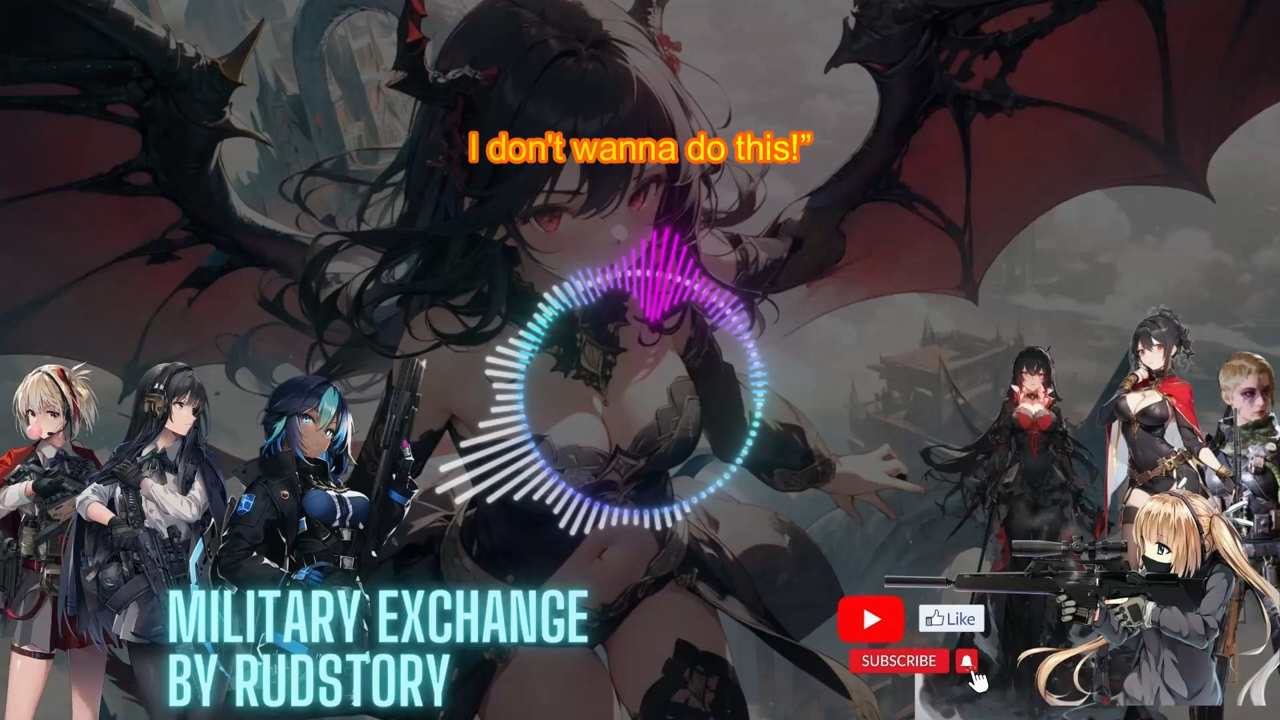 I don't wanna do this!”
MILITARY EXCHANGE
BY RUDSTORY
Like
SUBSCRIBE